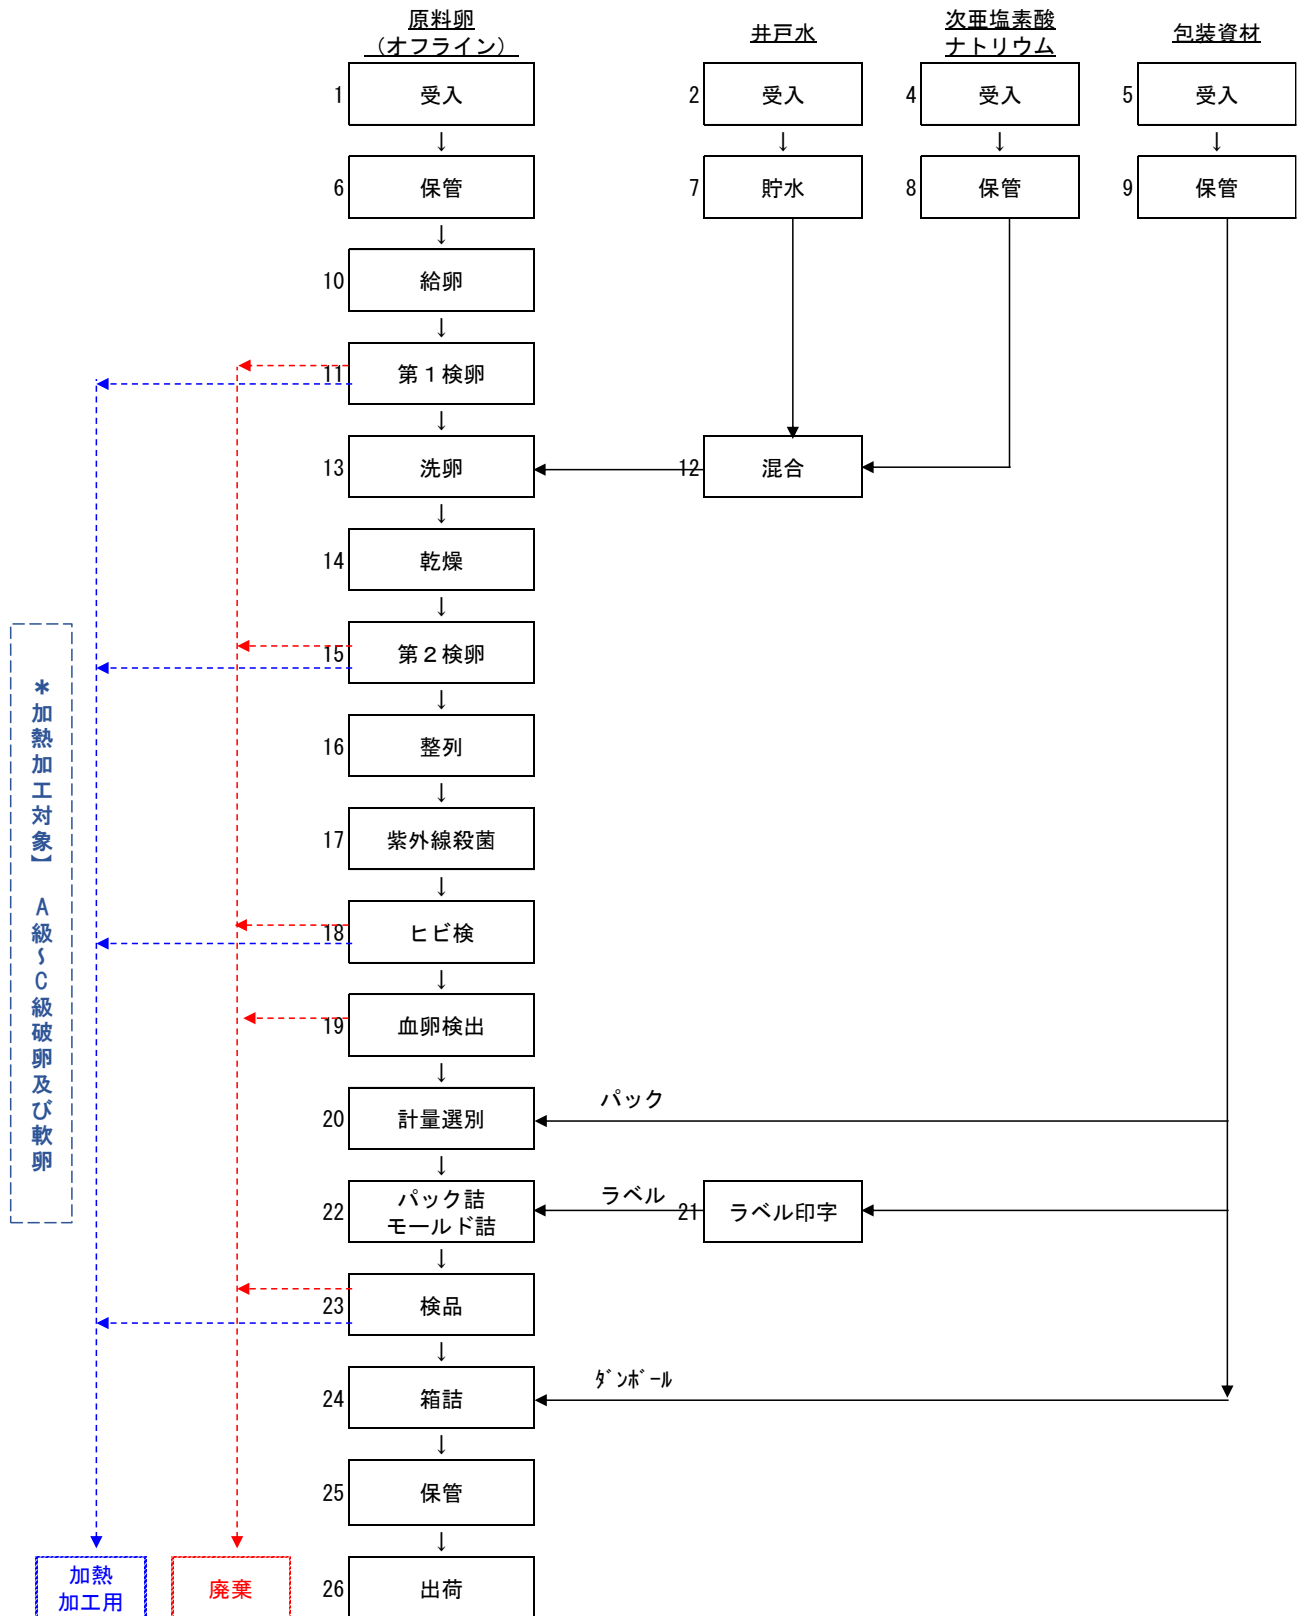 原料卵
（オフライン）
井戸水
次亜塩素酸
ナトリウム
包装資材
1 受入
2 受入
4 受入
5 受入
↓ ↓ ↓ ↓
6 保管
7 貯水
8 保管
9 保管
↓
10 給卵
↓
11 第１検卵
↓
13 洗卵
12 混合
↓
14 乾燥
↓
15 第２検卵
↓
16 整列
↓
17 紫外線殺菌
↓
18 ヒビ検
↓
19 血卵検出
↓
20 計量選別
パック
↓
22 パック詰
モールド詰
ラベル
21 ラベル印字
↓
23 検品
↓
24 箱詰
ﾀﾞﾝﾎﾞｰﾙ
↓
25 保管
↓
26 出荷
＊加熱加工対象】　A級～C級破卵及び軟卵
加熱
加工用
廃棄